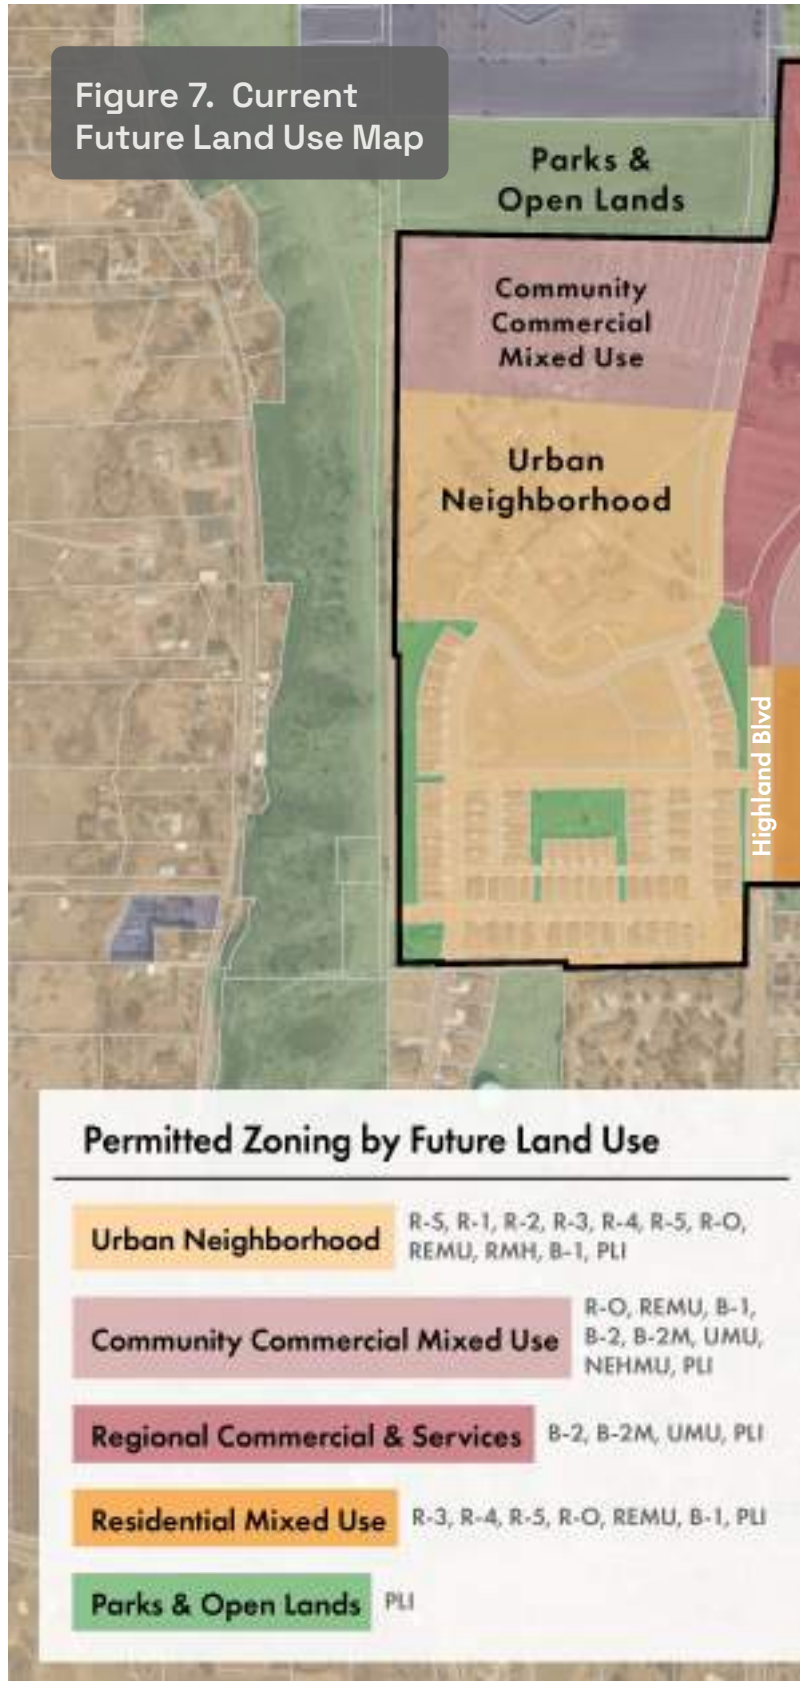 Figure 7. Current
Future Land Use Map
Parks &
Open Lands
Community
Commercial
Mixed Use
Urban
Neighborhood
Highland Blvd
Permitted Zoning by Future Land Use
Urban Neighborhood
R-S, R-1, R-2, R-3, R-4, R-5, R-O,
REMU, RMH, B-1, PLI
Community Commercial Mixed Use
R-O, REMU, B-1,
B-2, B-2M, UMU,
NEHMU, PLI
Regional Commercial & Services
B-2, B-2M, UMU, PLI
Residential Mixed Use
R-3, R-4, R-5, R-O, REMU, B-1, PLI
Parks & Open Lands
PLI